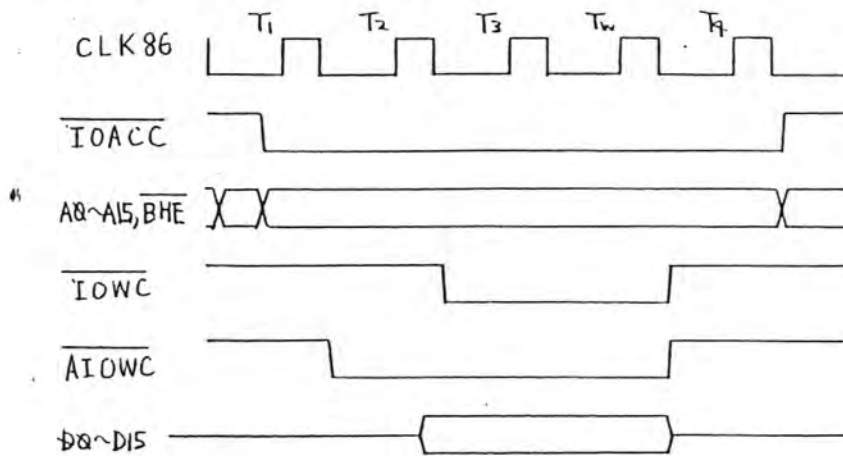 T1 T2 T3 Tw T4
CLK86
IOACC
A0~A15, BHE
IOWC
AIOWC
D0~D15